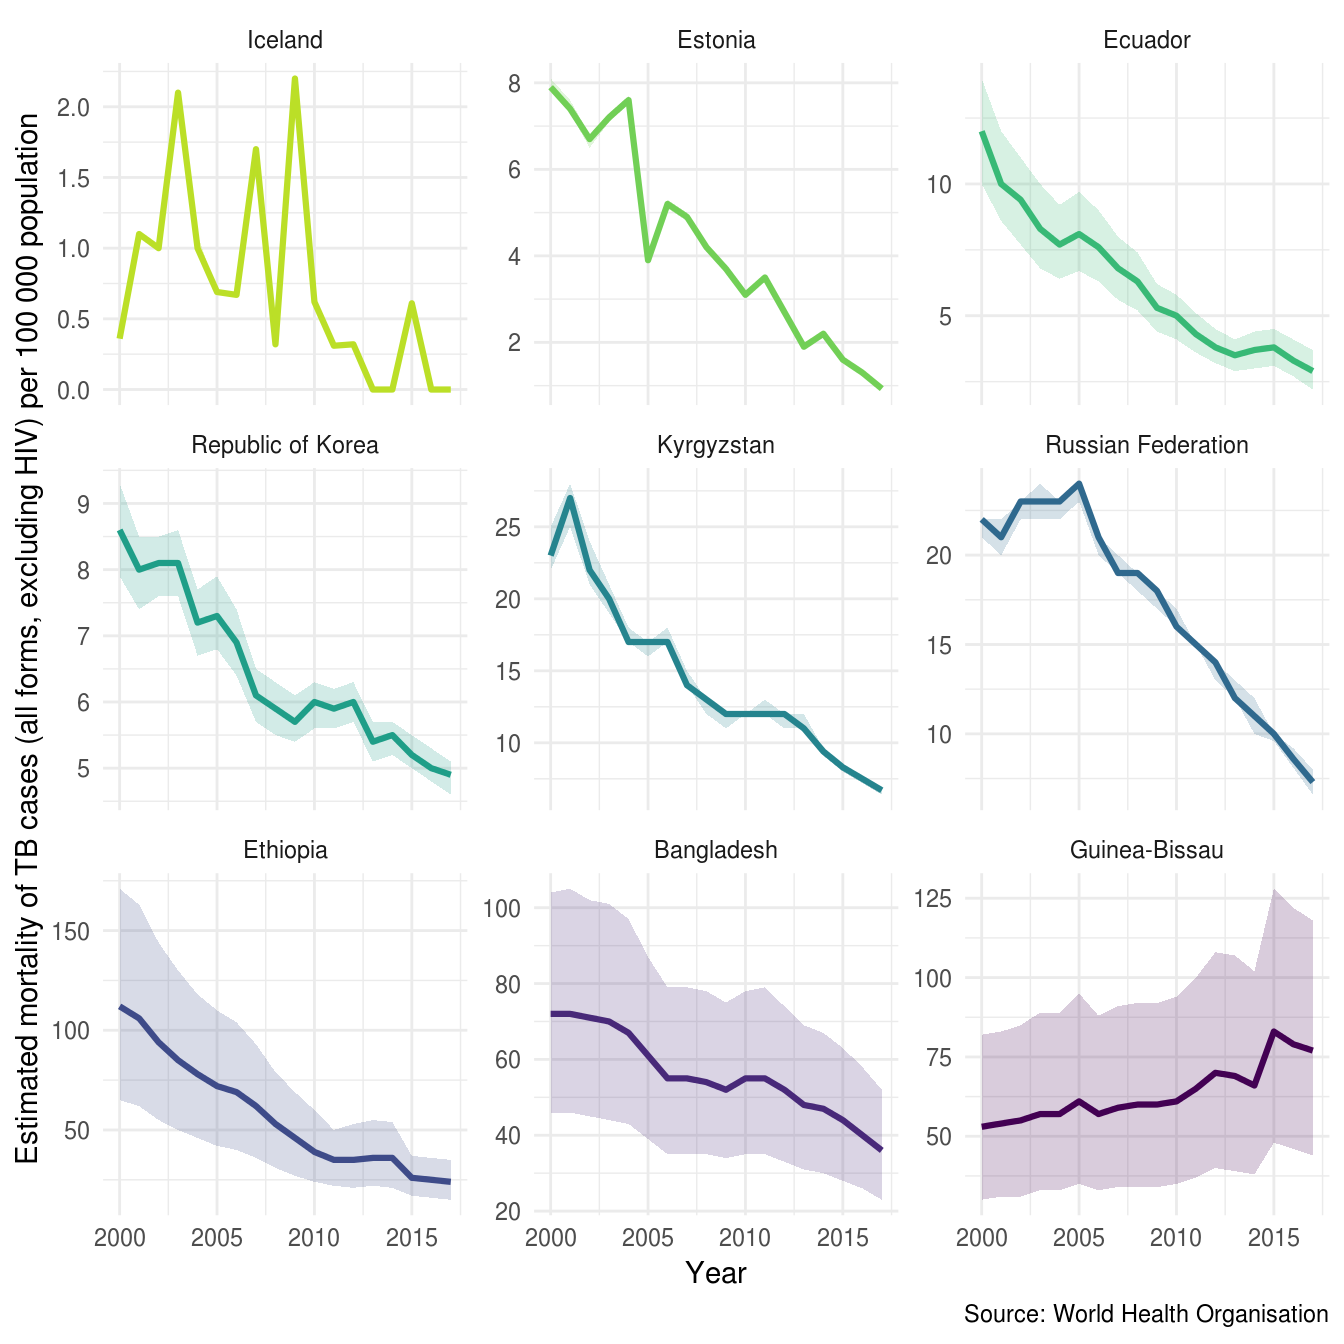 Estimated mortality of TB cases (all forms, excluding HIV) per 100 000 population
Iceland
2.0
1.5
1.0
0.5
0.0
Estonia
8
6
4
2
Ecuador
10
5
Republic of Korea
9
8
7
6
5
Kyrgyzstan
25
20
15
10
Russian Federation
20
15
10
Ethiopia
150
100
50
2000 2005 2010 2015
Bangladesh
100
80
60
40
20
2000 2005 2010 2015
Guinea-Bissau
125
100
75
50
2000 2005 2010 2015
Year
Source: World Health Organisation